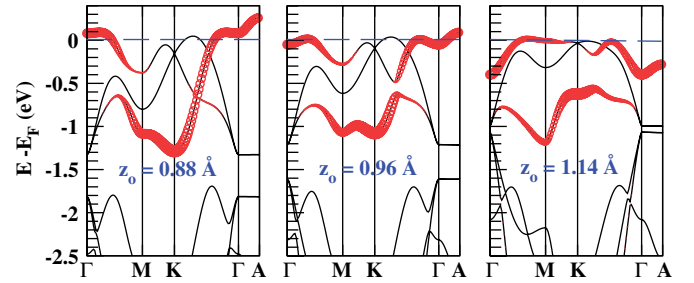 E -E_F (eV)
0
-0.5
-1
-1.5
-2
-2.5
z_o = 0.88 Å
z_o = 0.96 Å
z_o = 1.14 Å
Γ M K Γ A
Γ M K Γ A
Γ M K Γ A